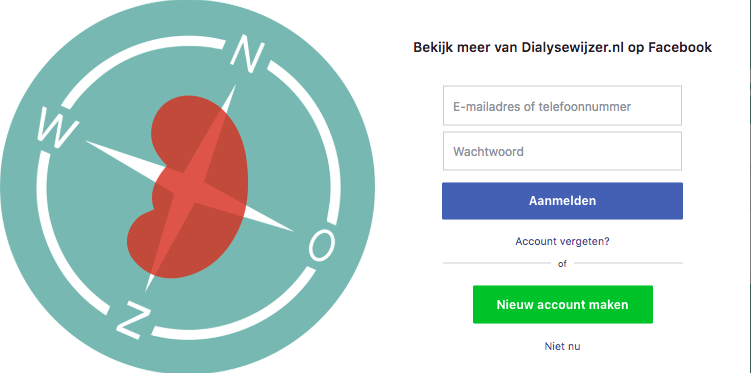 N
W
O
Z
Bekijk meer van Dialysewijzer.nl op Facebook
E-mailadres of telefoonnummer
Wachtwoord
Aanmelden
Account vergeten?
of
Nieuw account maken
Niet nu